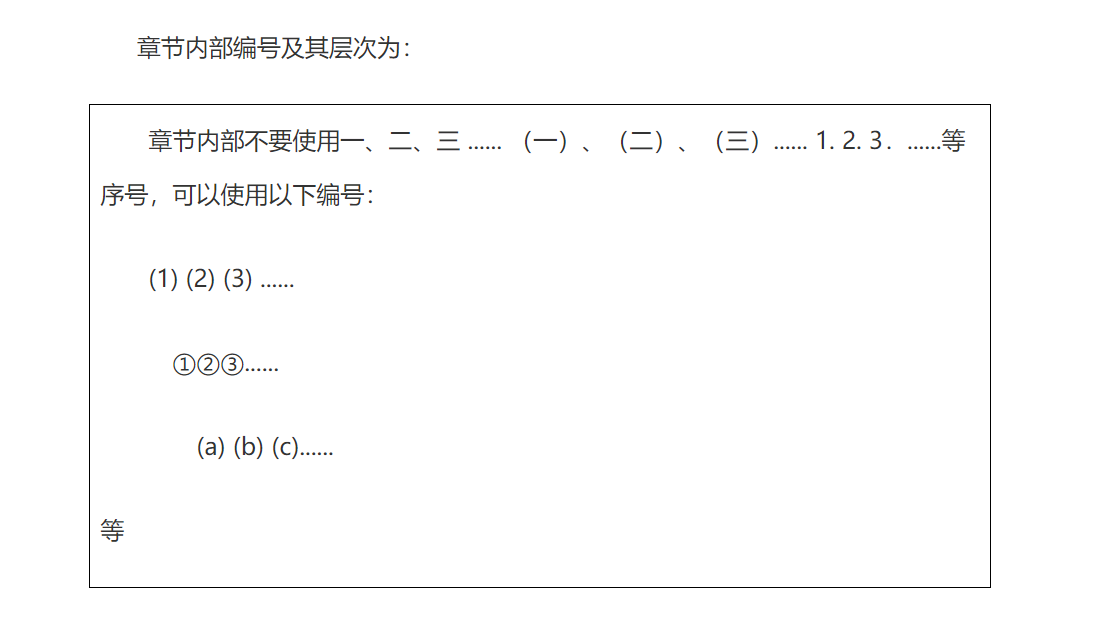 章节内部编号及其层次为：
章节内部不要使用一、二、三 ...... （一）、（二）、（三）...... 1. 2. 3．......等
序号，可以使用以下编号：
(1) (2) (3) ......
①②③......
(a) (b) (c)......
等